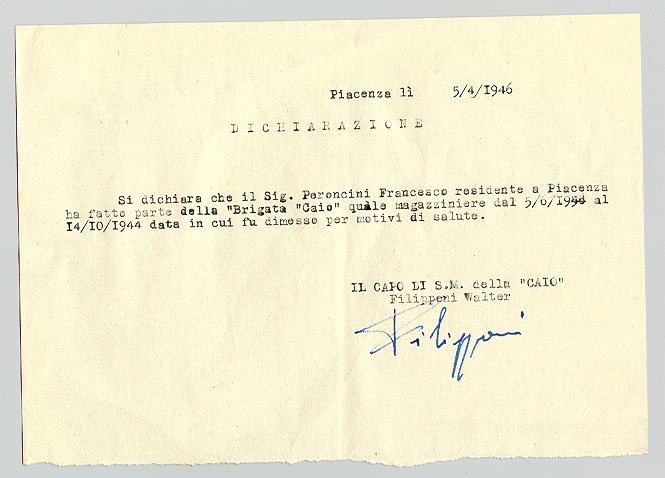 Piacenza lì 5/4/1946
DICHIARAZIONE
Si dichiara che il Sig. Peroncini Francesco residente a Piacenza
ha fatto parte della "Brigata "Caio" quale magazziniere dal 5/6/1944 al
14/10/1944 data in cui fu dimesso per motivi di salute.
IL CAPO DI S.M. della "CAIO"
Filippeni Walter
Filipponi